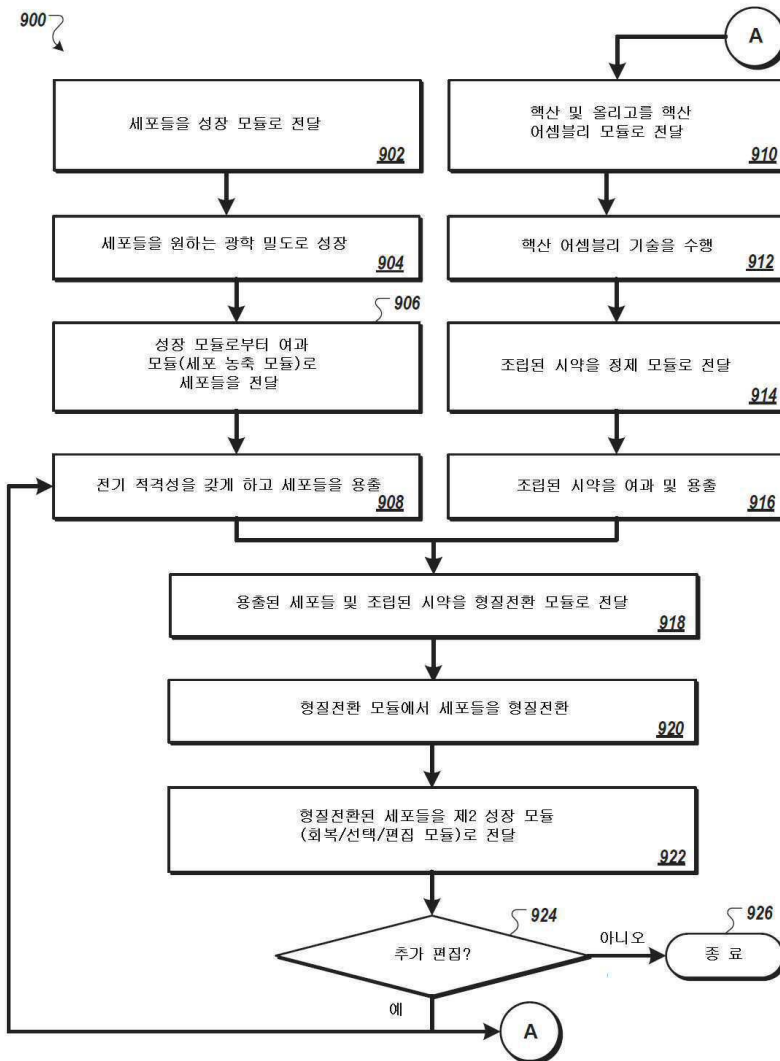 900
A
세포들을 성장 모듈로 전달
902
세포들을 원하는 광학 밀도로 성장
904
906
성장 모듈로부터 여과
모듈(세포 농축 모듈)로
세포들을 전달
전기 적격성을 갖게 하고 세포들을 용출
908
핵산 및 올리고를 핵산
어셈블리 모듈로 전달
910
핵산 어셈블리 기술을 수행
912
조립된 시약을 정제 모듈로 전달
914
조립된 시약을 여과 및 용출
916
용출된 세포들 및 조립된 시약을 형질전환 모듈로 전달
918
형질전환 모듈에서 세포들을 형질전환
920
형질전환된 세포들을 제2 성장 모듈
(회복/선택/편집 모듈)로 전달
922
924
추가 편집?
아니오
926
종 료
예
A